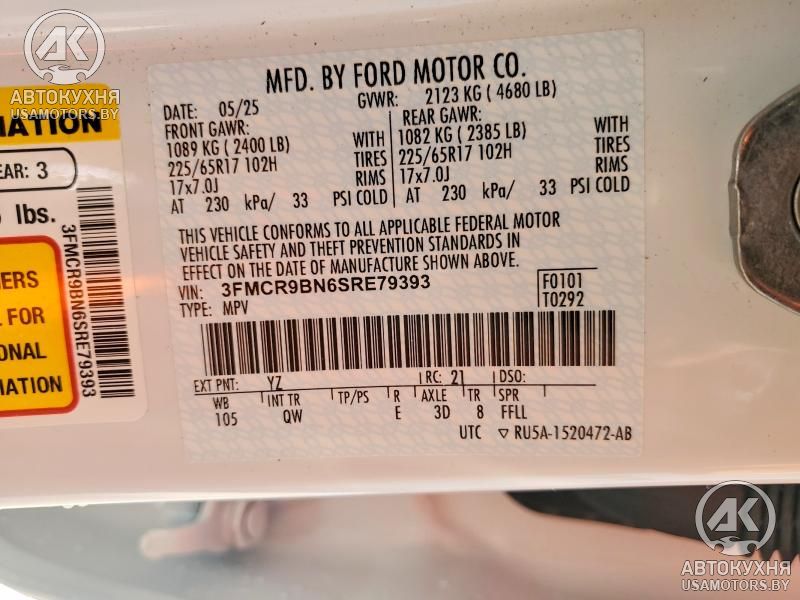 AK
АВТОКУХНЯ
USAMOTORS.BY
MATION
EAR: 3
lbs.
ERS
L FOR
ONAL
MATION
3FMCR9BN6SRE79393
MFD. BY FORD MOTOR CO.
DATE: 05/25 GVWR: 2123 KG ( 4680 LB)
FRONT GAWR: REAR GAWR:
1089 KG ( 2400 LB) WITH 1082 KG ( 2385 LB) WITH
225/65R17 102H TIRES 225/65R17 102H TIRES
17x7.0J RIMS 17x7.0J RIMS
AT 230 kPa/ 33 PSI COLD AT 230 kPa/ 33 PSI COLD
THIS VEHICLE CONFORMS TO ALL APPLICABLE FEDERAL MOTOR
VEHICLE SAFETY AND THEFT PREVENTION STANDARDS IN
EFFECT ON THE DATE OF MANUFACTURE SHOWN ABOVE.
VIN: 3FMCR9BN6SRE79393 F0101
TYPE: MPV T0292
EXT PNT: YZ RC: 21 DSO:
WB INT TR TP/PS R AXLE TR SPR
105 QW E 3D 8 FFLL
UTC ▽ RU5A-1520472-AB
AK
АВТОКУХНЯ
USAMOTORS.BY